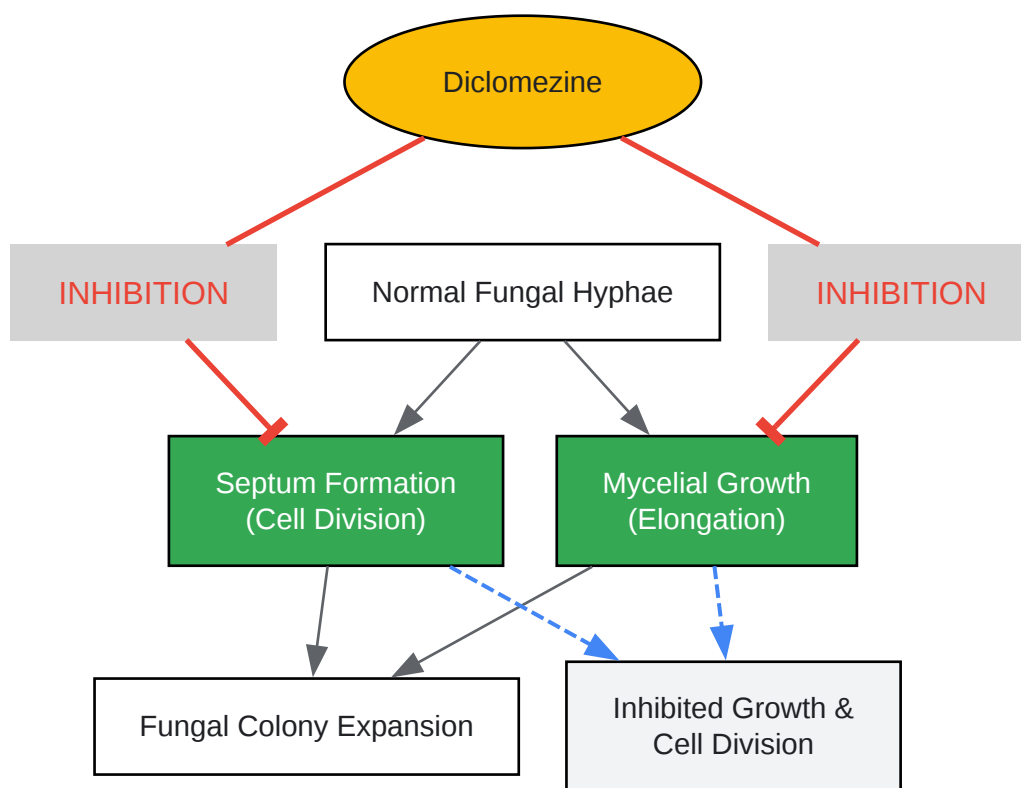 Diclomezine
INHIBITION
Normal Fungal Hyphae
INHIBITION
Septum Formation
(Cell Division)
Mycelial Growth
(Elongation)
Fungal Colony Expansion
Inhibited Growth &
Cell Division